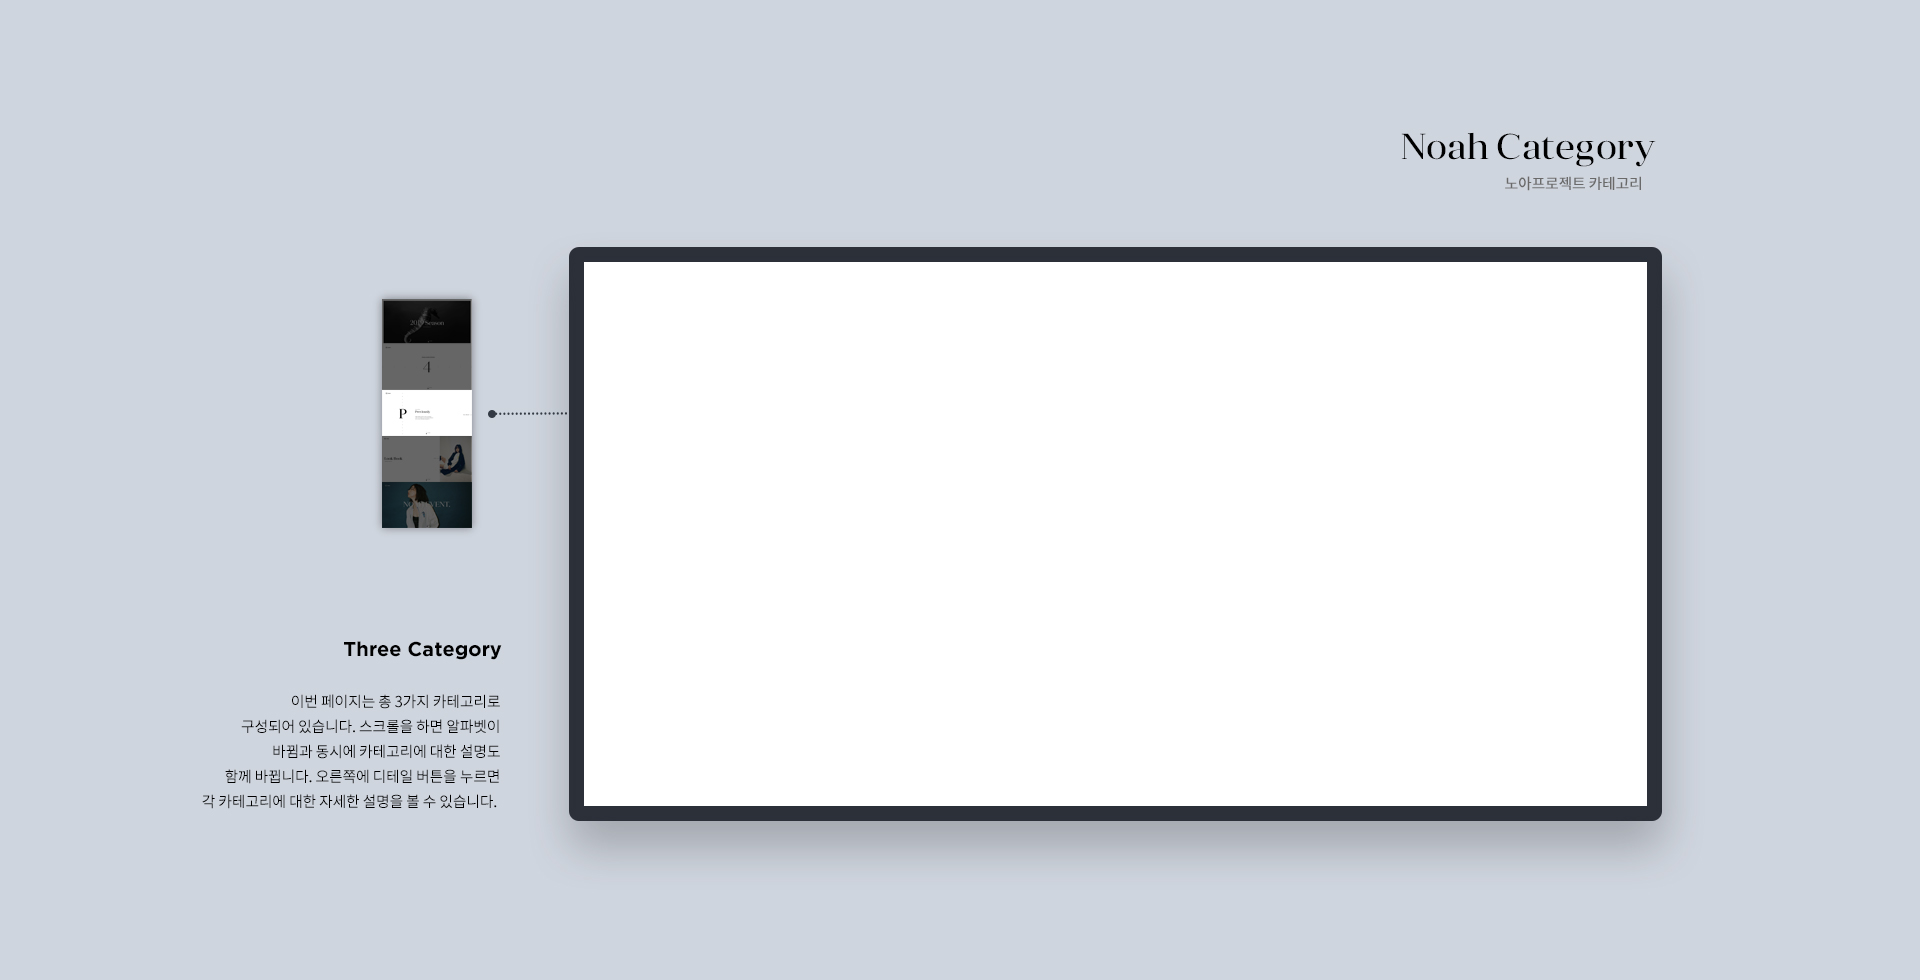 Noah Category
노아프로젝트 카테고리
2019 Season
4
P
Three Category
이번 페이지는 총 3가지 카테고리로
구성되어 있습니다. 스크롤을 하면 알파벳이
바뀜과 동시에 카테고리에 대한 설명도
함께 바뀝니다. 오른쪽에 디테일 버튼을 누르면
각 카테고리에 대한 자세한 설명을 볼 수 있습니다.